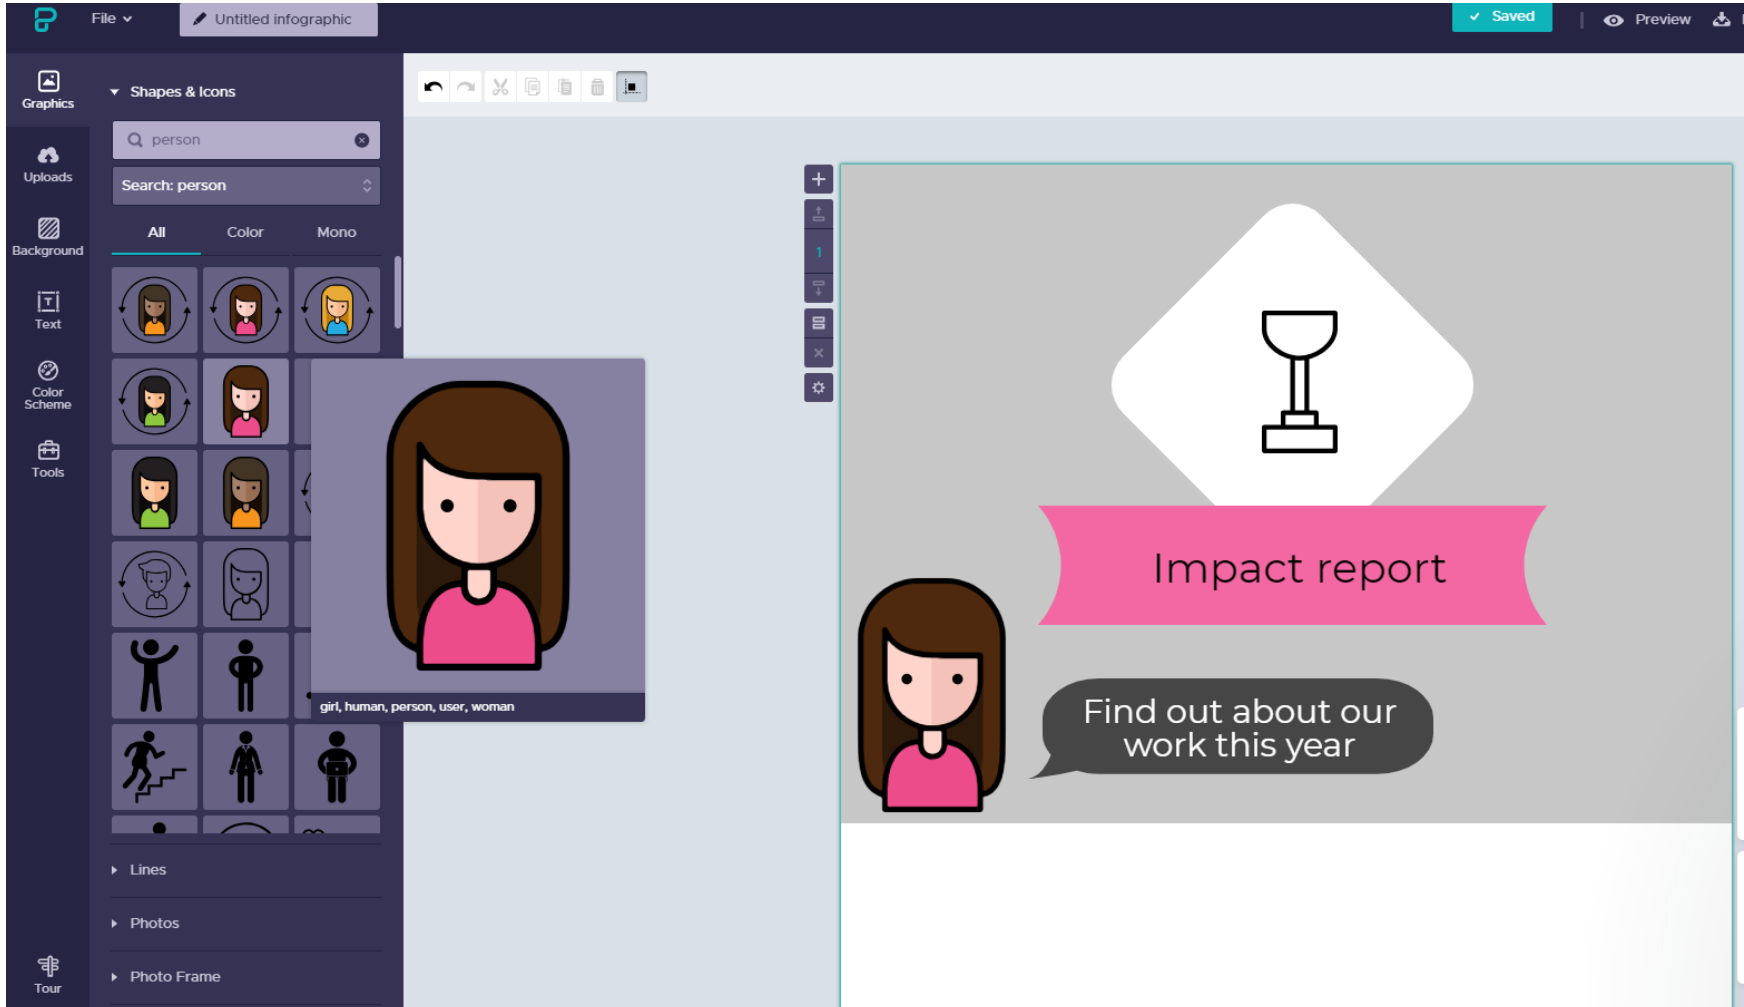 File
Untitled infographic
Saved
Preview
Graphics
Uploads
Background
Text
Color
Scheme
Tools
Tour
Shapes & Icons
person
Search: person
All
Color
Mono
girl, human, person, user, woman
Lines
Photos
Photo Frame
1
Impact report
Find out about our
work this year